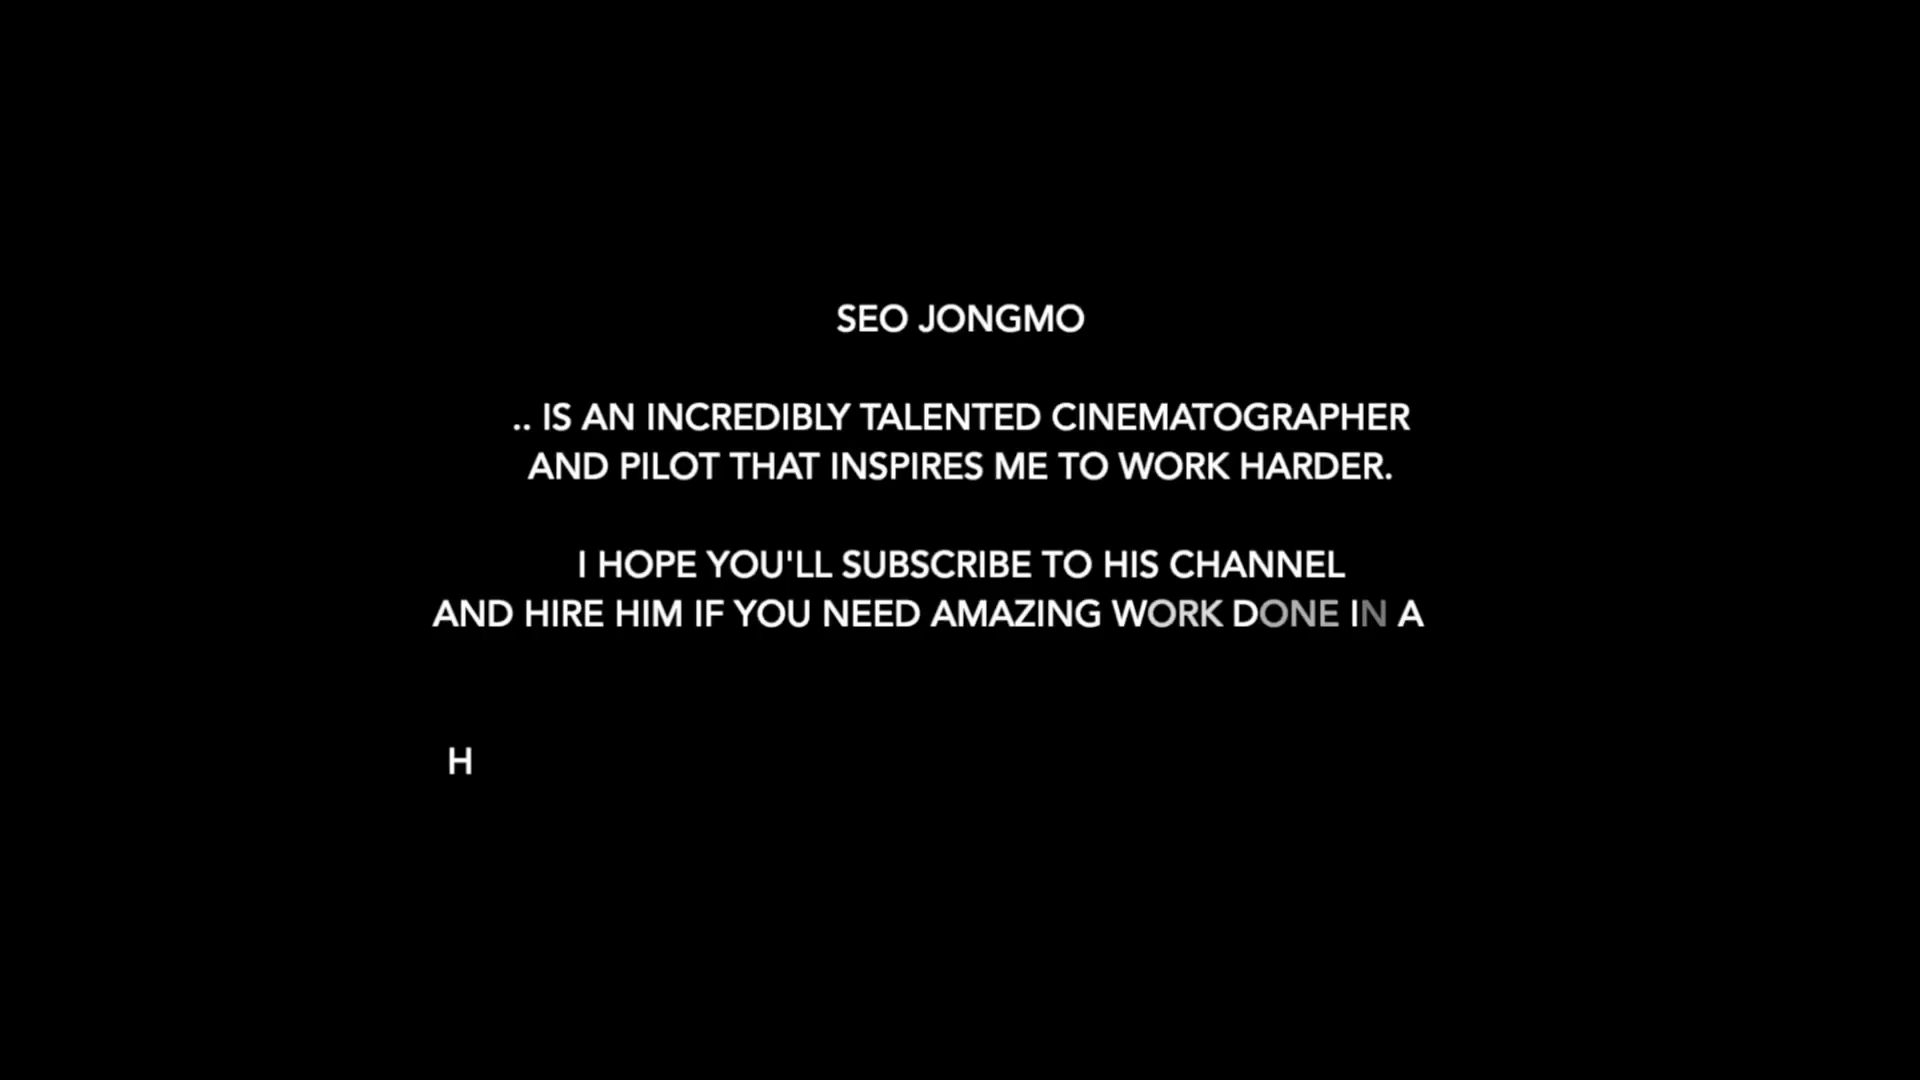 SEO JONGMO
.. IS AN INCREDIBLY TALENTED CINEMATOGRAPHER
AND PILOT THAT INSPIRES ME TO WORK HARDER.
I HOPE YOU'LL SUBSCRIBE TO HIS CHANNEL
AND HIRE HIM IF YOU NEED AMAZING WORK DONE IN A
H